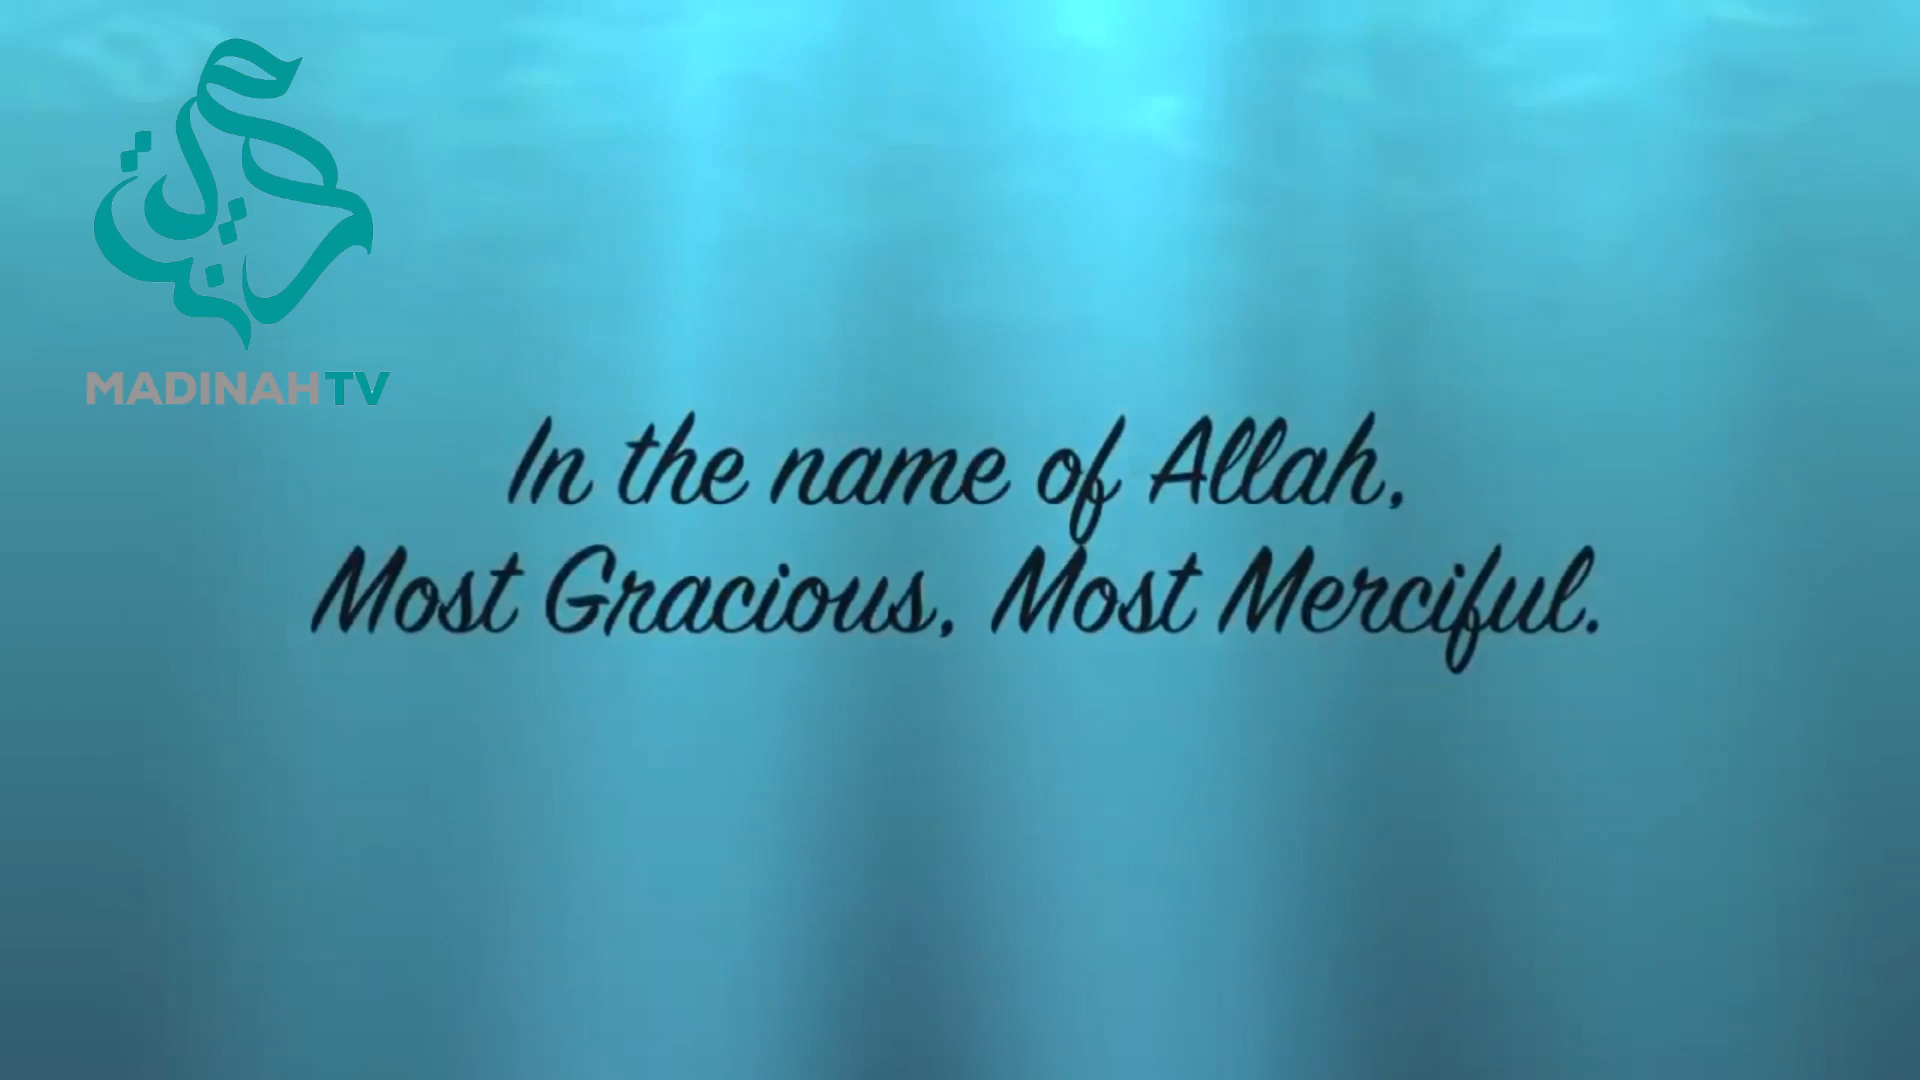 MADINAHTV
In the name of Allah,
Most Gracious, Most Merciful.